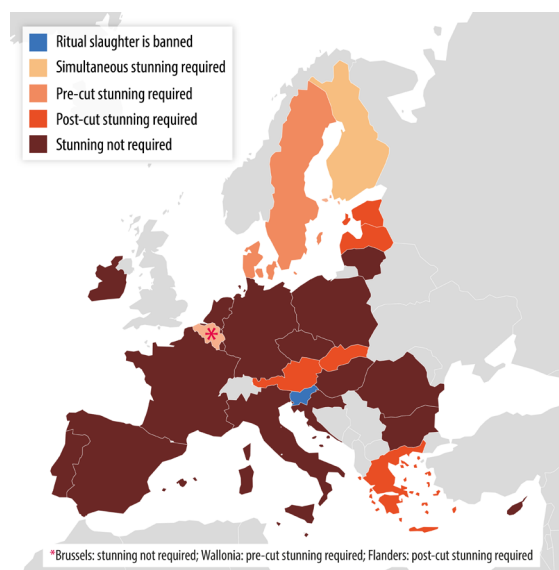 Ritual slaughter is banned
Simultaneous stunning required
Pre-cut stunning required
Post-cut stunning required
Stunning not required
*
*Brussels: stunning not required; Wallonia: pre-cut stunning required; Flanders: post-cut stunning required